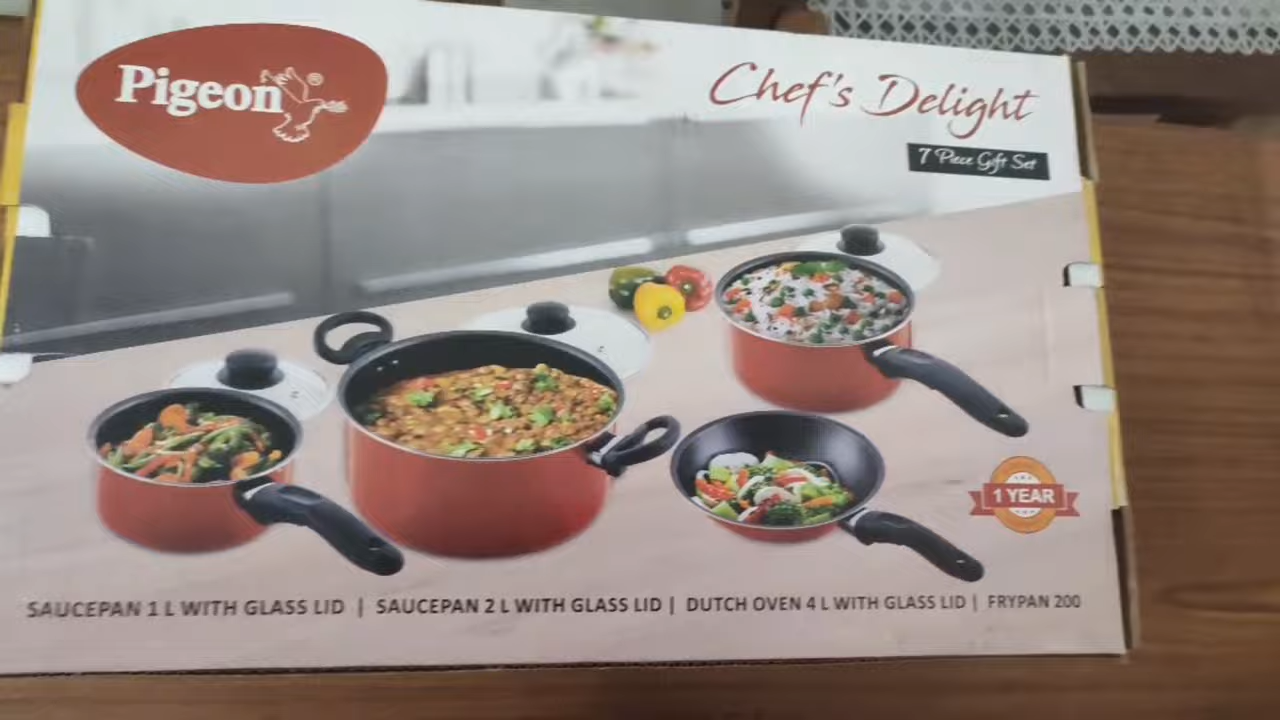 Pigeon®
Chef's Delight
7 Piece Gift Set
1 YEAR
SAUCEPAN 1 L WITH GLASS LID | SAUCEPAN 2 L WITH GLASS LID | DUTCH OVEN 4 L WITH GLASS LID | FRYPAN 200